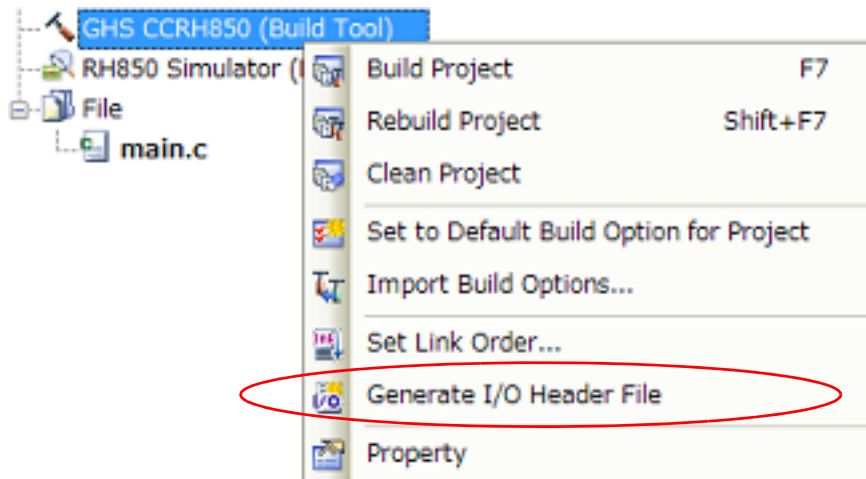 GHS CCRH850 (Build Tool)
RH850 Simulator (
File
main.c
Build Project F7
Rebuild Project Shift+F7
Clean Project
Set to Default Build Option for Project
Import Build Options...
Set Link Order...
Generate I/O Header File
Property